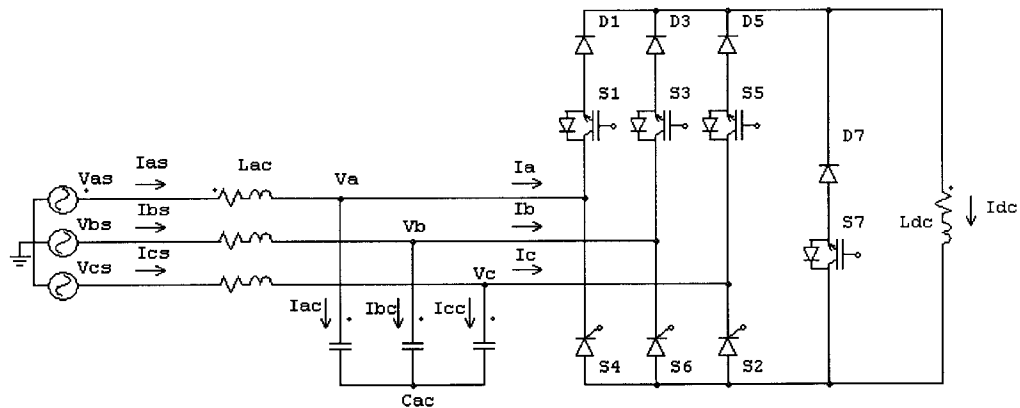 D1 D3 D5
S1 S3 S5
D7
Ias Lac
Vas Va Ia
Ibs
Vbs Vb Ib
Ics
Vcs Vc Ic
S7
Ldc Idc
Iac Ibc Icc
S4 S6 S2
Cac